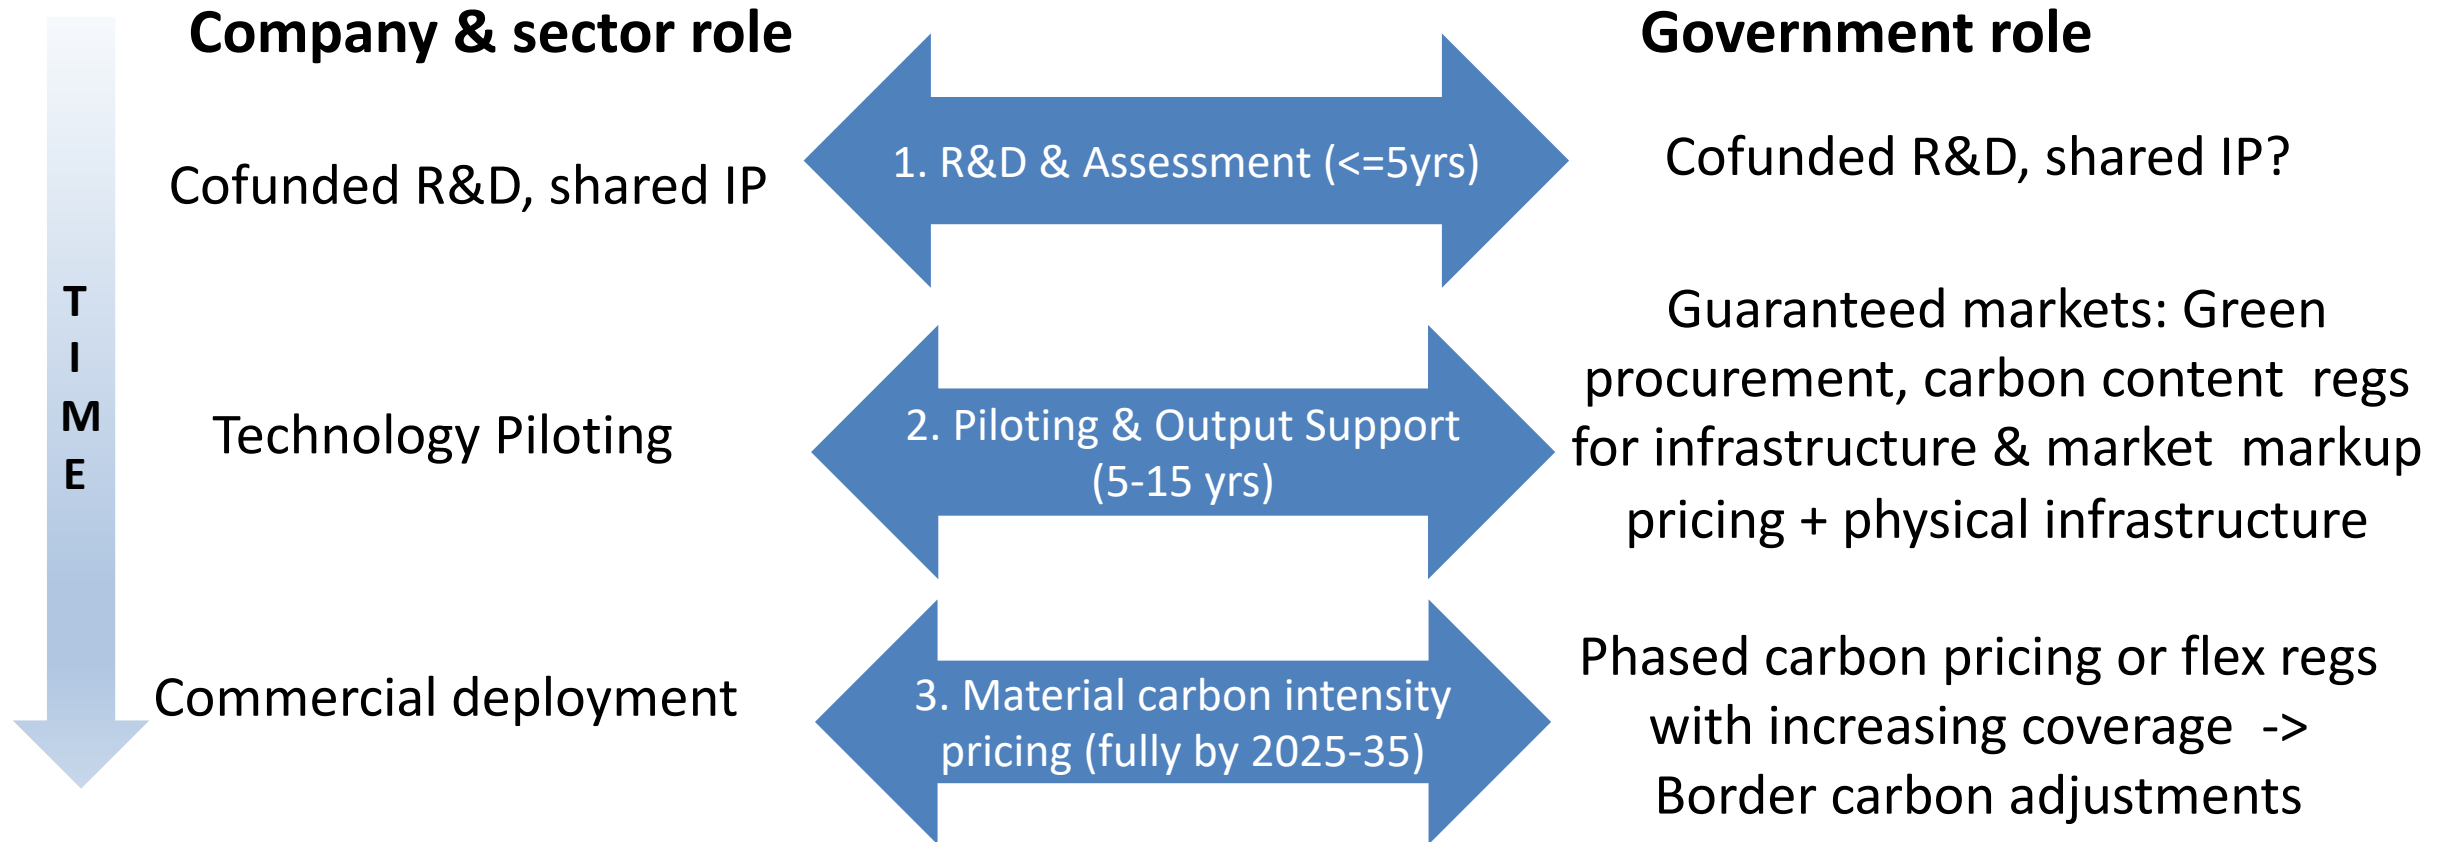 Company & sector role
Government role
T
I
M
E
Cofunded R&D, shared IP
1. R&D & Assessment (<=5yrs)
Cofunded R&D, shared IP?
Technology Piloting
2. Piloting & Output Support
(5-15 yrs)
Guaranteed markets: Green
procurement, carbon content  regs
for infrastructure & market  markup
pricing + physical infrastructure
Commercial deployment
3. Material carbon intensity
pricing (fully by 2025-35)
Phased carbon pricing or flex regs
with increasing coverage  ->
Border carbon adjustments